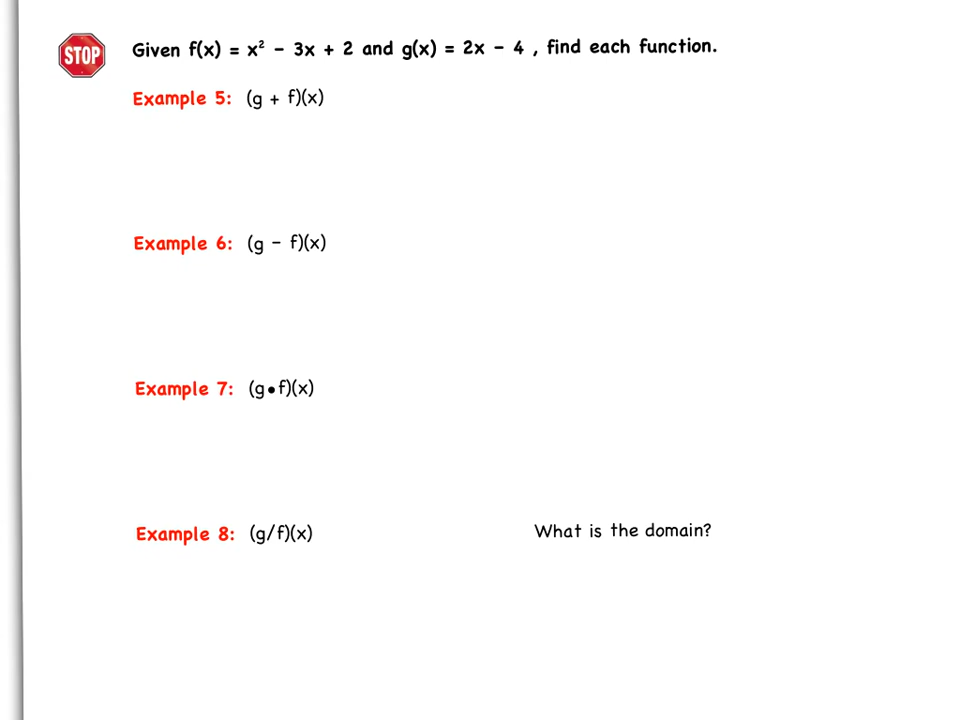 STOP
Given f(x) = x² − 3x + 2 and g(x) = 2x − 4 , find each function.
Example 5: (g + f)(x)
Example 6: (g − f)(x)
Example 7: (g•f)(x)
Example 8: (g/f)(x) What is the domain?